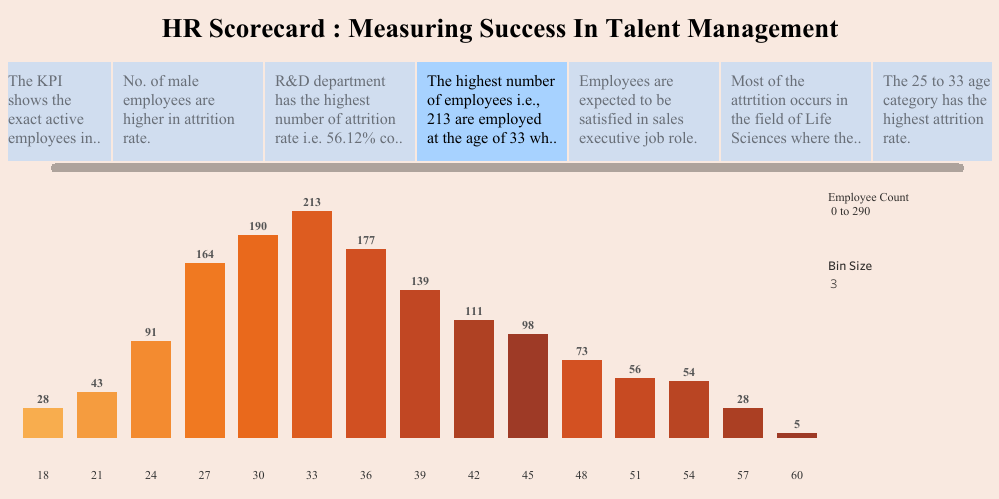 HR Scorecard : Measuring Success In Talent Management
The KPI
shows the
exact active
employees in..
No. of male
employees are
higher in attrition
rate.
R&D department
has the highest
number of attrition
rate i.e. 56.12% co..
The highest number
of employees i.e.,
213 are employed
at the age of 33 wh..
Employees are
expected to be
satisfied in sales
executive job role.
Most of the
attrtition occurs in
the field of Life
Sciences where the..
The 25 to 33 age
category has the
highest attrition
rate.
Employee Count
0 to 290
Bin Size
3
28
43
91
164
190
213
177
139
111
98
73
56
54
28
5
18 21 24 27 30 33 36 39 42 45 48 51 54 57 60